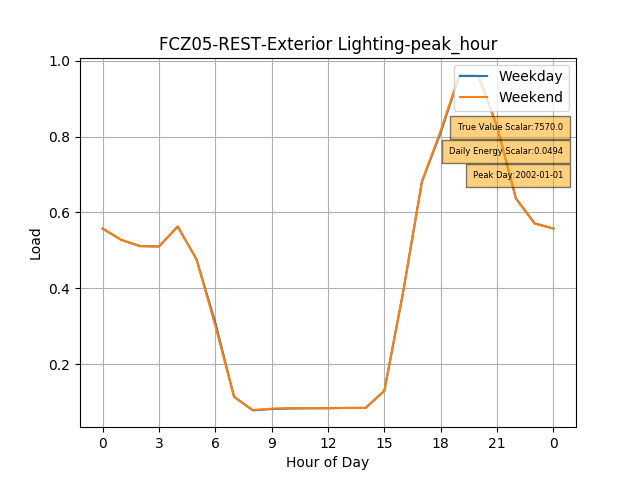 FCZ05-REST-Exterior Lighting-peak_hour
Weekday
Weekend
True Value Scalar:7570.0
Daily Energy Scalar:0.0494
Peak Day:2002-01-01
Load
1.0
0.8
0.6
0.4
0.2
0 3 6 9 12 15 18 21 0
Hour of Day